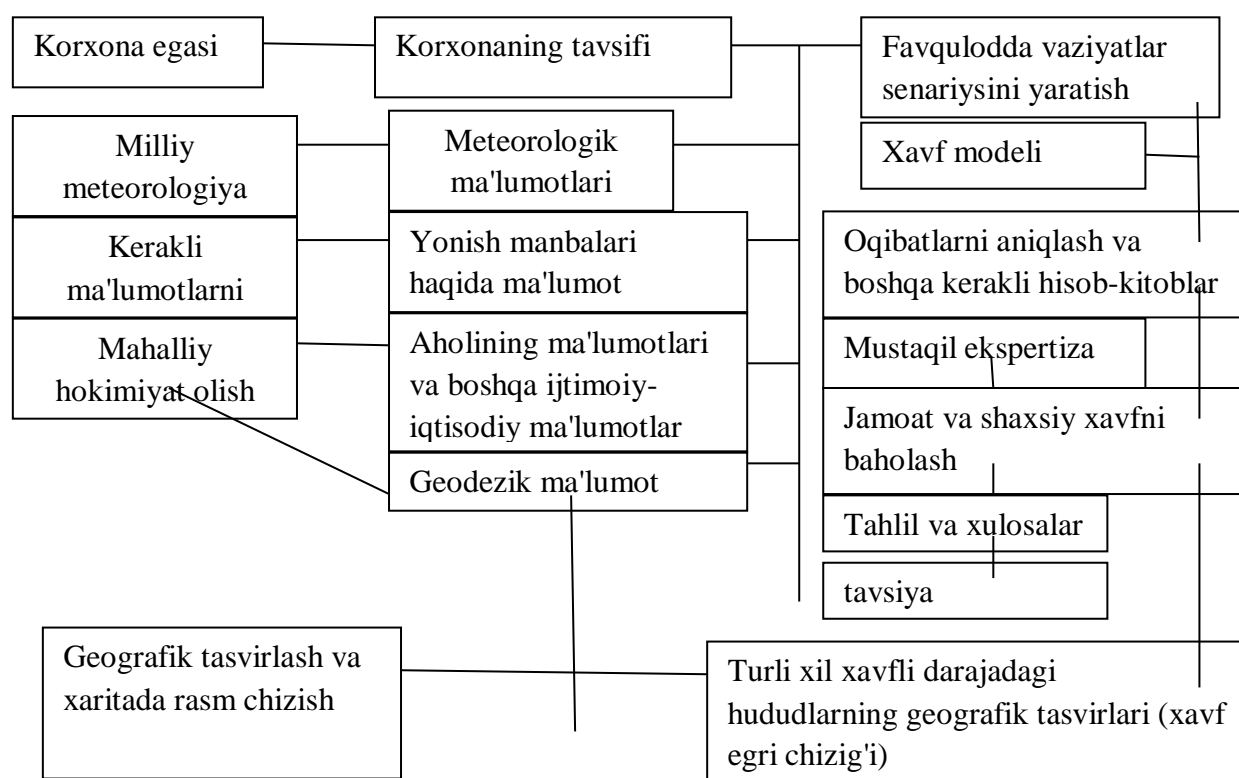 Korxona egasi
Korxonaning tavsifi
Favqulodda vaziyatlar
senariysini yaratish
Milliy
meteorologiya
Meteorologik
ma'lumotlari
Xavf modeli
Kerakli
ma'lumotlarni
Yonish manbalari
haqida ma'lumot
Oqibatlarni aniqlash va
boshqa kerakli hisob-kitoblar
Mahalliy
hokimiyat olish
Aholining ma'lumotlari
va boshqa ijtimoiy-
iqtisodiy ma'lumotlar
Mustaqil ekspertiza
Jamoat va shaxsiy xavfni
baholash
Geodezik ma'lumot
Tahlil va xulosalar
tavsiya
Geografik tasvirlash va
xaritada rasm chizish
Turli xil xavfli darajadagi
hududlarning geografik tasvirlari (xavf
egri chizig'i)